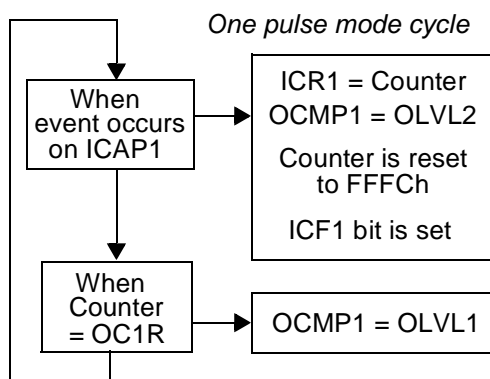 One pulse mode cycle
When
event occurs
on ICAP1
ICR1 = Counter
OCMP1 = OLVL2
Counter is reset
to FFFCh
ICF1 bit is set
When
Counter
= OC1R
OCMP1 = OLVL1